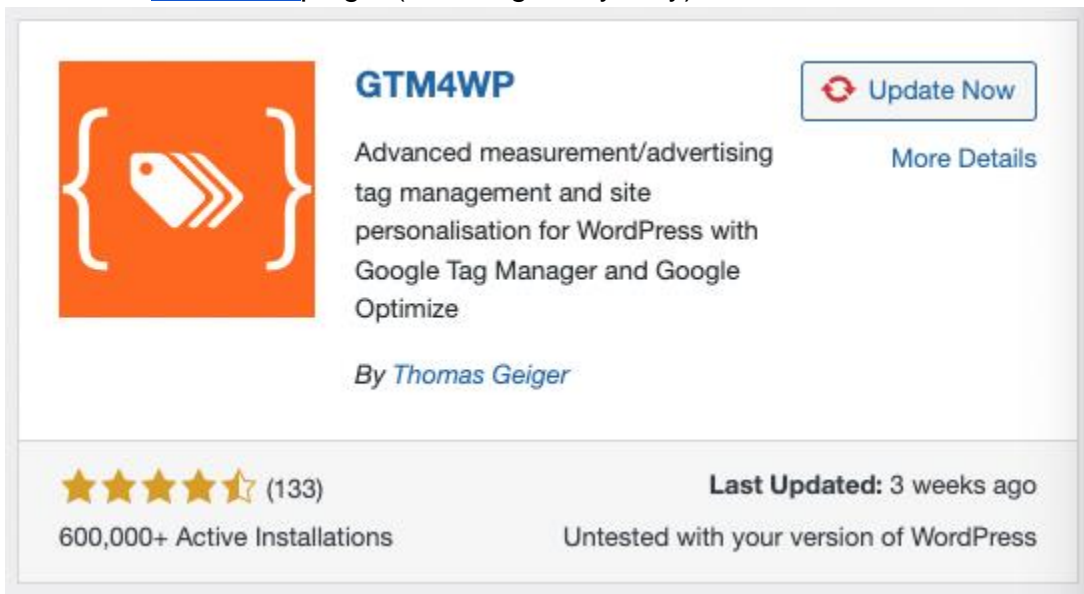 GTM4WP
Update Now
Advanced measurement/advertising
More Details
tag management and site
personalisation for WordPress with
Google Tag Manager and Google
Optimize
By Thomas Geiger
(133)
Last Updated: 3 weeks ago
600,000+ Active Installations
Untested with your version of WordPress